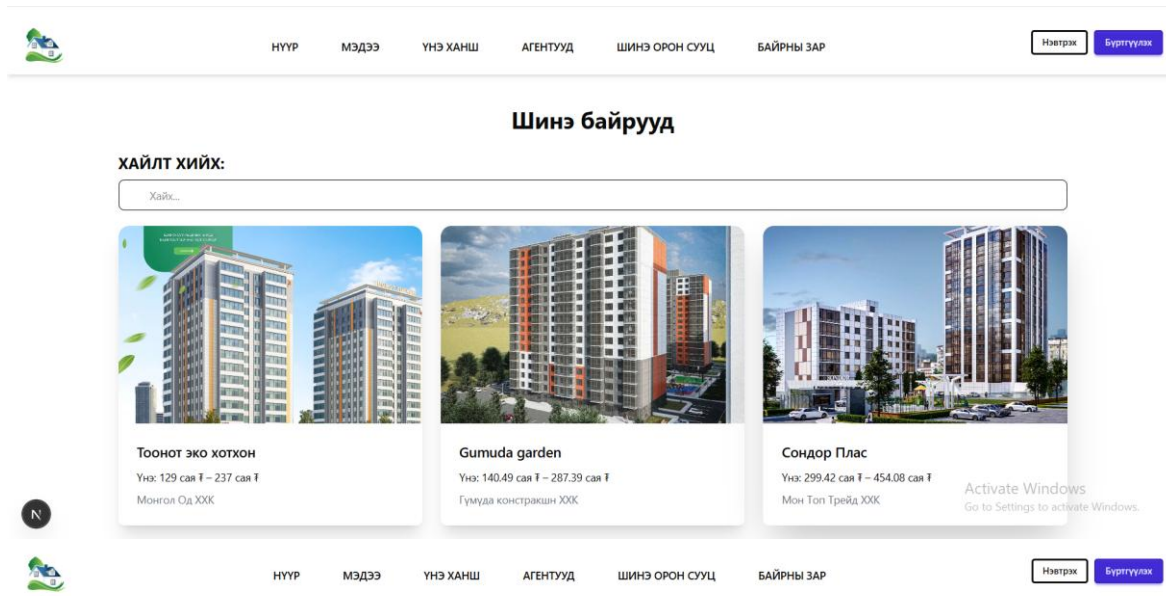 НҮҮР МЭДЭЭ ҮНЭ ХАНШ АГЕНТУУД ШИНЭ ОРОН СУУЦ БАЙРНЫ ЗАР Нэвтрэх Бүртгүүлэх
Шинэ байрууд
ХАЙЛТ ХИЙХ:
Хайх...
Тоонот эко хотхон Gumuda garden Сондор Плас
Үнэ: 129 сая ₮ – 237 сая ₮ Үнэ: 140.49 сая ₮ – 287.39 сая ₮ Үнэ: 299.42 сая ₮ – 454.08 сая ₮
Монгол Од ХХК Гумуда констракшн ХХК Мон Топ Трейд ХХК
Activate Windows
Go to Settings to activate Windows.
N
НҮҮР МЭДЭЭ ҮНЭ ХАНШ АГЕНТУУД ШИНЭ ОРОН СУУЦ БАЙРНЫ ЗАР Нэвтрэх Бүртгүүлэх